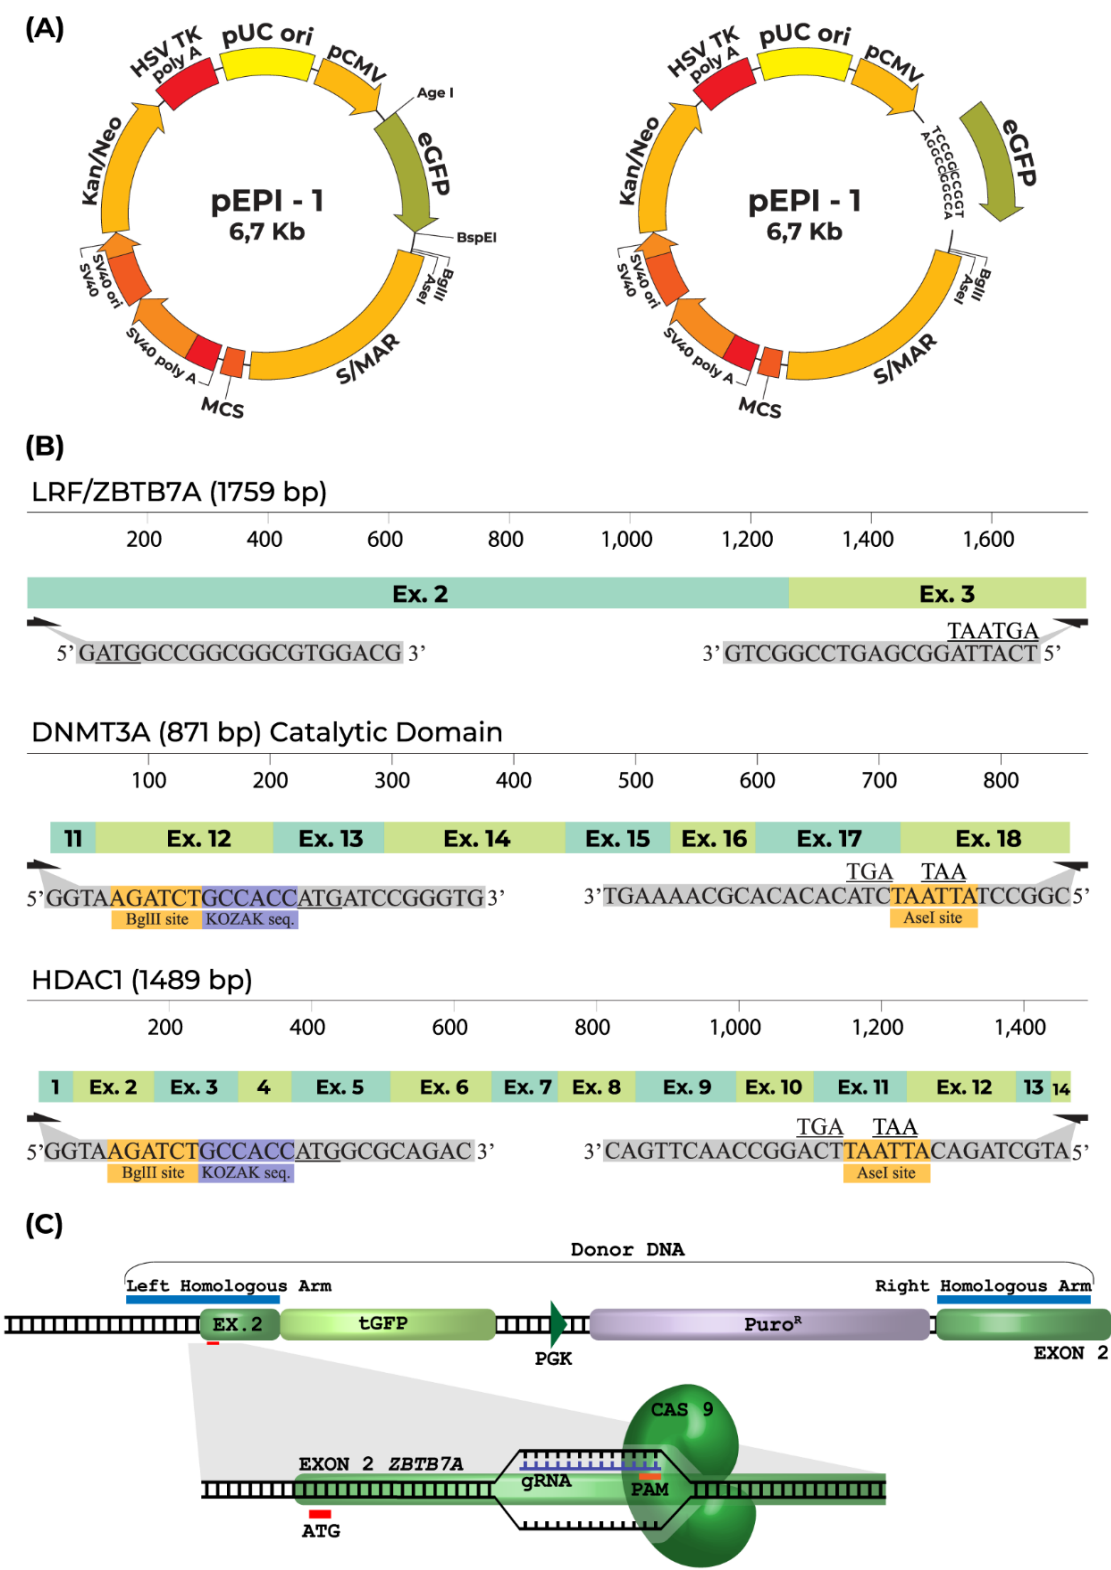 (A)
HSV TK
poly A
pUC ori
pCMV
Age I
eGFP
BspEI
BglII
AseI
S/MAR
MCS
SV40 poly A
SV40 ori
SV40
Kan/Neo
pEPI - 1
6,7 Kb
HSV TK
poly A
pUC ori
pCMV
TCCGGCCGGT
AGGCCGGCCA
eGFP
BglII
AseI
S/MAR
MCS
SV40 poly A
SV40 ori
SV40
Kan/Neo
pEPI - 1
6,7 Kb
(B)
LRF/ZBTB7A (1759 bp)
200 400 600 800 1,000 1,200 1,400 1,600
Ex. 2 Ex. 3
TAATGA
5’ GATGGCCGGCGGCGTGGACG 3’ 3’ GTCGGCCTGAGCGGATTACT 5’
DNMT3A (871 bp) Catalytic Domain
100 200 300 400 500 600 700 800
11 Ex. 12 Ex. 13 Ex. 14 Ex. 15 Ex. 16 Ex. 17 Ex. 18
TGA TAA
5’ GGTAAGATCTGCCACCATGATCCGGGTG 3’ 3’ TGAAAACGCACACACATCTAATTATCCGGC 5’
BglII site KOZAK seq. AseI site
HDAC1 (1489 bp)
200 400 600 800 1,000 1,200 1,400
1 Ex. 2 Ex. 3 4 Ex. 5 Ex. 6 Ex. 7 Ex. 8 Ex. 9 Ex. 10 Ex. 11 Ex. 12 13 14
TGA TAA
5’ GGTAAGATCTGCCACCATGGCGCAGAC 3’ 3’ CAGTTCAACCGGACTTAATTACAGATCGTA 5’
BglII site KOZAK seq. AseI site
(C)
Donor DNA
Left Homologous Arm Right Homologous Arm
EX.2 tGFP Puroᴿ
PGK EXON 2
CAS 9
EXON 2 ZBTB7A
gRNA PAM
ATG